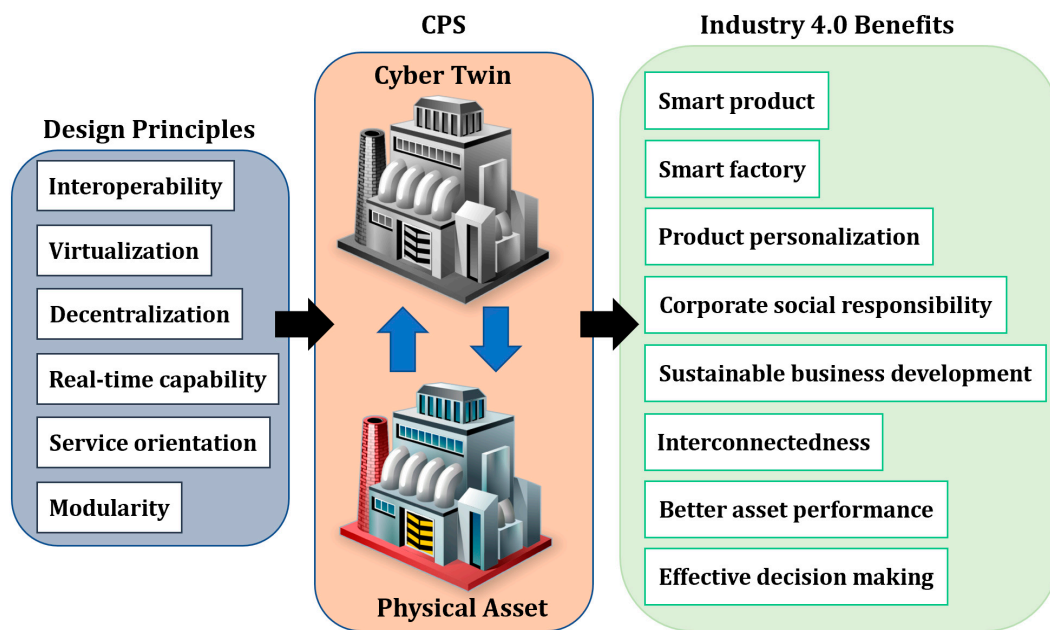 Design Principles
Interoperability
Virtualization
Decentralization
Real-time capability
Service orientation
Modularity
CPS
Cyber Twin
Physical Asset
Industry 4.0 Benefits
Smart product
Smart factory
Product personalization
Corporate social responsibility
Sustainable business development
Interconnectedness
Better asset performance
Effective decision making